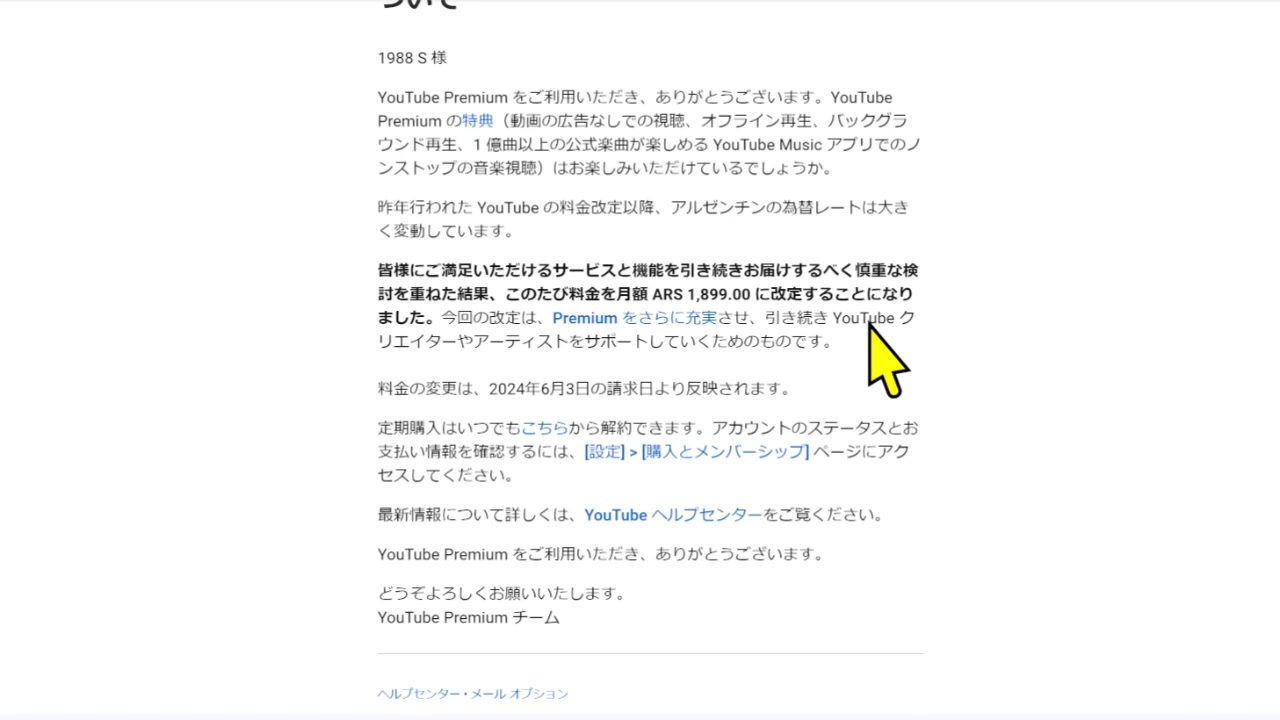 ついて
1988 S 様
YouTube Premium をご利用いただき、ありがとうございます。YouTube
Premium の特典（動画の広告なしでの視聴、オフライン再生、バックグラ
ウンド再生、1 億曲以上の公式楽曲が楽しめる YouTube Music アプリでのノ
ンストップの音楽視聴）はお楽しみいただけているでしょうか。
昨年行われた YouTube の料金改定以降、アルゼンチンの為替レートは大き
く変動しています。
皆様にご満足いただけるサービスと機能を引き続きお届けするべく慎重な検
討を重ねた結果、このたび料金を月額 ARS 1,899.00 に改定することになり
ました。今回の改定は、Premium をさらに充実させ、引き続き YouTube ク
リエイターやアーティストをサポートしていくためのものです。
料金の変更は、2024年6月3日の請求日より反映されます。
定期購入はいつでもこちらから解約できます。アカウントのステータスとお
支払い情報を確認するには、[設定] > [購入とメンバーシップ] ページにアク
セスしてください。
最新情報について詳しくは、YouTube ヘルプセンターをご覧ください。
YouTube Premium をご利用いただき、ありがとうございます。
どうぞよろしくお願いいたします。
YouTube Premium チーム
ヘルプセンター・メール オプション